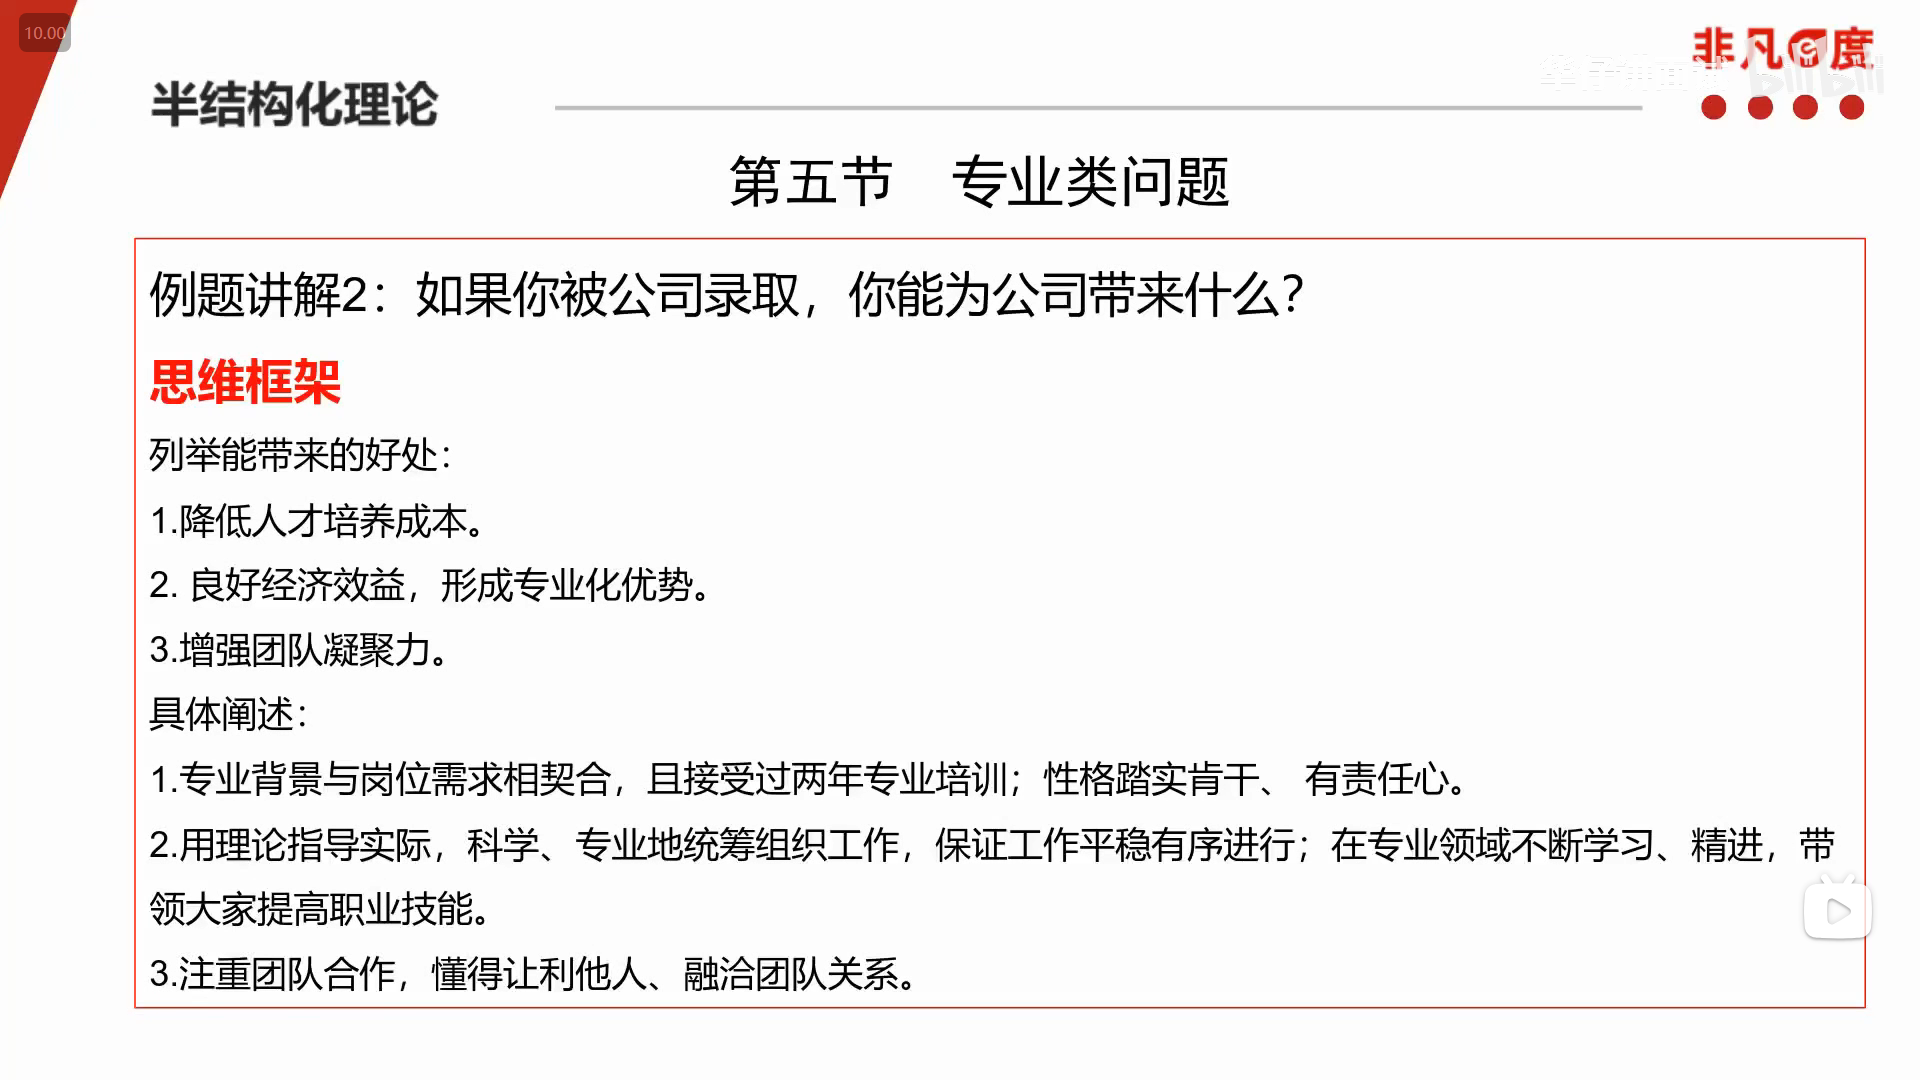 10.00
非凡e度
半结构化理论
第五节 专业类问题
例题讲解2：如果你被公司录取，你能为公司带来什么？
思维框架
列举能带来的好处：
1.降低人才培养成本。
2. 良好经济效益，形成专业化优势。
3.增强团队凝聚力。
具体阐述：
1.专业背景与岗位需求相契合，且接受过两年专业培训；性格踏实肯干、 有责任心。
2.用理论指导实际，科学、专业地统筹组织工作，保证工作平稳有序进行；在专业领域不断学习、精进，带
领大家提高职业技能。
3.注重团队合作，懂得让利他人、融洽团队关系。